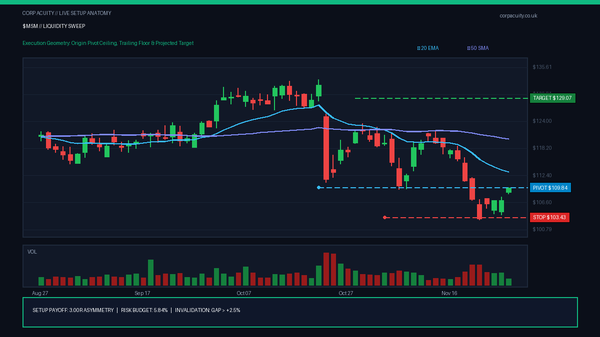 CORP ACUITY // LIVE SETUP ANATOMY
corpacuity.co.uk
$MSM // LIQUIDITY SWEEP
Execution Geometry: Origin Pivot Ceiling, Trailing Floor & Projected Target
20 EMA
50 SMA
$136.61
TARGET $129.07
$124.00
$118.20
$112.40
PIVOT $109.84
$106.60
STOP $103.43
$100.79
VOL
Aug 27 Sep 17 Oct 07 Oct 27 Nov 16
SETUP PAYOFF: 3.00R ASYMMETRY | RISK BUDGET: 5.84% | INVALIDATION: GAP > +2.5%